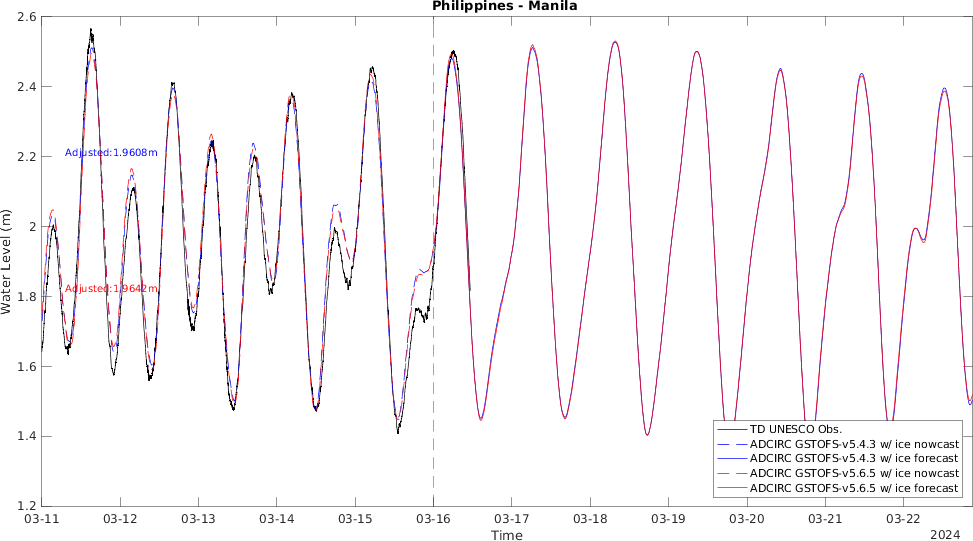 Philippines - Manila
2.6
2.4
2.2
2
1.8
1.6
1.4
1.2
Water Level (m)
Adjusted:1.9608m
Adjusted:1.9642m
TD UNESCO Obs.
ADCIRC GSTOFS-v5.4.3 w/ ice nowcast
ADCIRC GSTOFS-v5.4.3 w/ ice forecast
ADCIRC GSTOFS-v5.6.5 w/ ice nowcast
ADCIRC GSTOFS-v5.6.5 w/ ice forecast
03-11 03-12 03-13 03-14 03-15 03-16 03-17 03-18 03-19 03-20 03-21 03-22
Time
2024